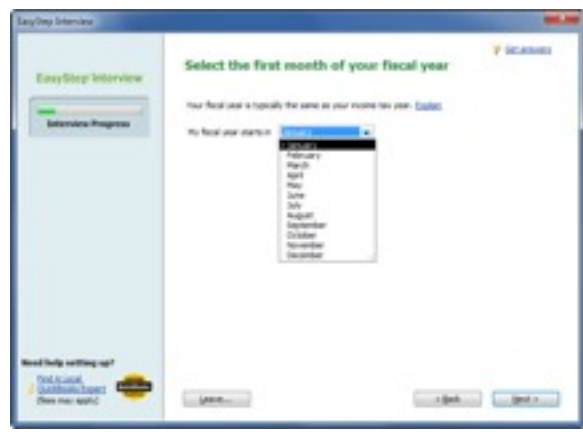 EasyStep Interview
Get answers
EasyStep Interview
Select the first month of your fiscal year
Interview Progress
Your fiscal year is typically the same as your income tax year. Explain
My fiscal year starts in January
January
February
March
April
May
June
July
August
September
October
November
December
Need help setting up?
Find A Local
QuickBooks Expert
(fees may apply)
Leave...
< Back
Next >